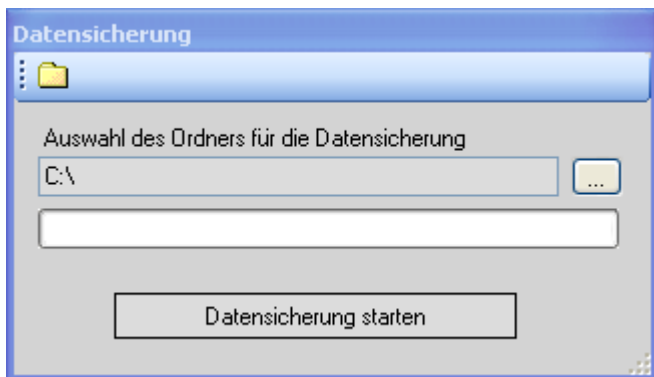 Datensicherung
Auswahl des Ordners für die Datensicherung
C:\
...
Datensicherung starten